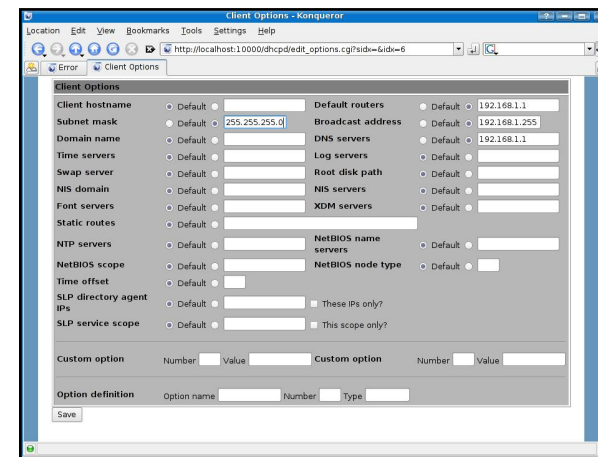 Client Options - Konqueror
Location Edit View Bookmarks Tools Settings Help
http://localhost:10000/dhcpd/edit_options.cgi?sidx=&idx=6
Error Client Options
Client Options
Client hostname Default Default routers Default 192.168.1.1
Subnet mask Default 255.255.255.0 Broadcast address Default 192.168.1.255
Domain name Default DNS servers Default 192.168.1.1
Time servers Default Log servers Default
Swap server Default Root disk path Default
NIS domain Default NIS servers Default
Font servers Default XDM servers Default
Static routes Default
NTP servers Default NetBIOS name servers Default
NetBIOS scope Default NetBIOS node type Default
Time offset Default
SLP directory agent IPs Default These IPs only?
SLP service scope Default This scope only?
Custom option Number Value Custom option Number Value
Option definition Option name Number Type
Save